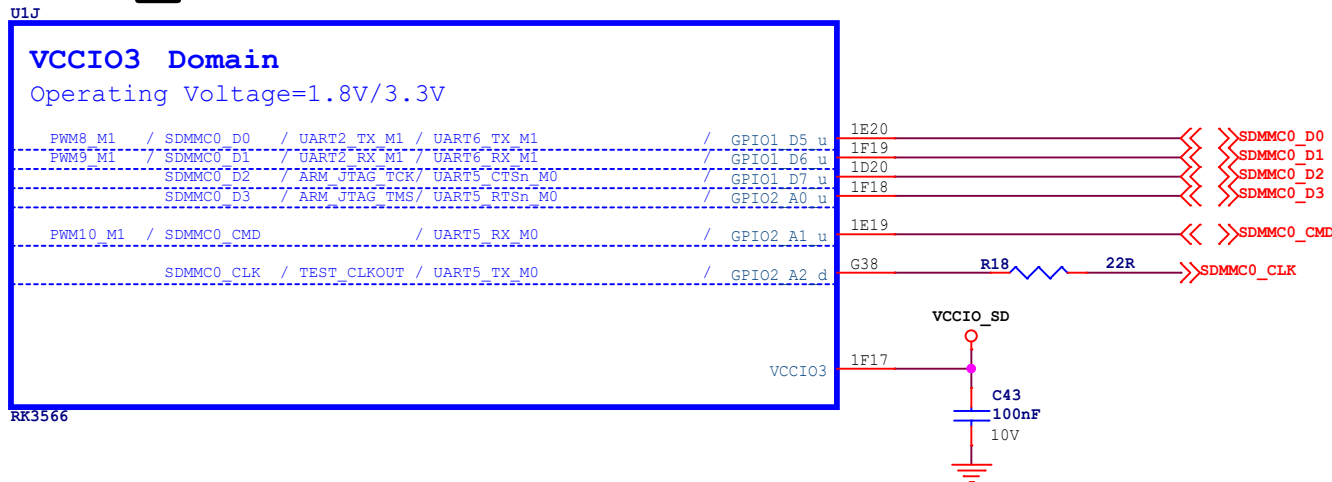 U1J
VCCIO3 Domain
Operating Voltage=1.8V/3.3V
PWM8_M1 / SDMMC0_D0 / UART2_TX_M1 / UART6_TX_M1 / GPIO1_D5_u 1E20 SDMMC0_D0
PWM9_M1 / SDMMC0_D1 / UART2_RX_M1 / UART6_RX_M1 / GPIO1_D6_u 1F19 SDMMC0_D1
SDMMC0_D2 / ARM_JTAG_TCK/ UART5_CTSn_M0 / GPIO1_D7_u 1D20 SDMMC0_D2
SDMMC0_D3 / ARM_JTAG_TMS/ UART5_RTSn_M0 / GPIO2_A0_u 1F18 SDMMC0_D3
PWM10_M1 / SDMMC0_CMD / UART5_RX_M0 / GPIO2_A1_u 1E19 SDMMC0_CMD
SDMMC0_CLK / TEST_CLKOUT / UART5_TX_M0 / GPIO2_A2_d G38 R18 22R SDMMC0_CLK
VCCIO_SD
VCCIO3 1F17
C43
100nF
10V
RK3566